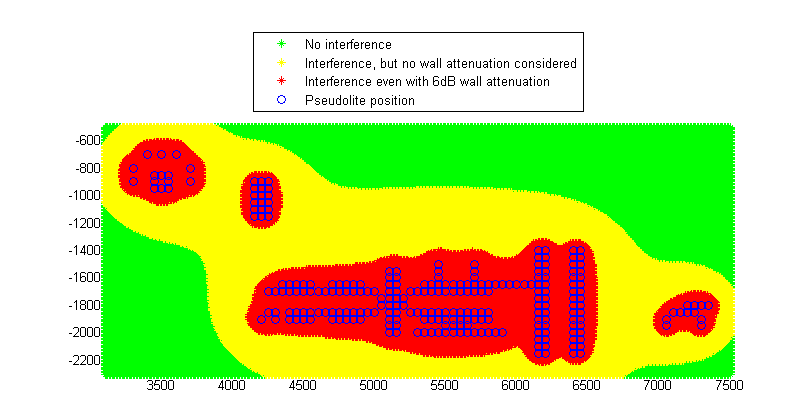 No interference
Interference, but no wall attenuation considered
Interference even with 6dB wall attenuation
Pseudolite position
-600
-800
-1000
-1200
-1400
-1600
-1800
-2000
-2200
3500 4000 4500 5000 5500 6000 6500 7000 7500